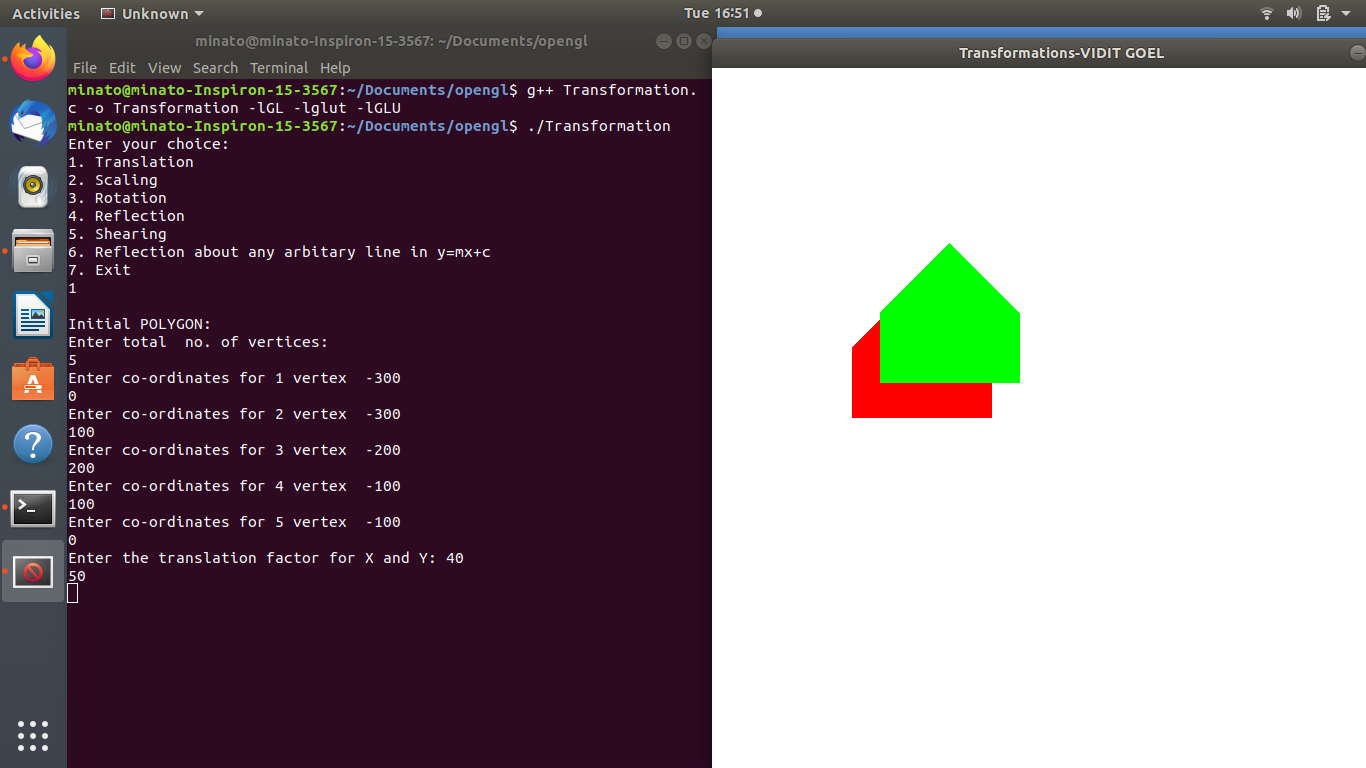 Activities
Unknown
Tue 16:51
minato@minato-Inspiron-15-3567: ~/Documents/opengl
File Edit View Search Terminal Help
minato@minato-Inspiron-15-3567:~/Documents/opengl$ g++ Transformation.
c -o Transformation -lGL -lglut -lGLU
minato@minato-Inspiron-15-3567:~/Documents/opengl$ ./Transformation
Enter your choice:
1. Translation
2. Scaling
3. Rotation
4. Reflection
5. Shearing
6. Reflection about any arbitary line in y=mx+c
7. Exit
1
Initial POLYGON:
Enter total  no. of vertices:
5
Enter co-ordinates for 1 vertex  -300
0
Enter co-ordinates for 2 vertex  -300
100
Enter co-ordinates for 3 vertex  -200
200
Enter co-ordinates for 4 vertex  -100
100
Enter co-ordinates for 5 vertex  -100
0
Enter the translation factor for X and Y: 40
50
Transformations-VIDIT GOEL